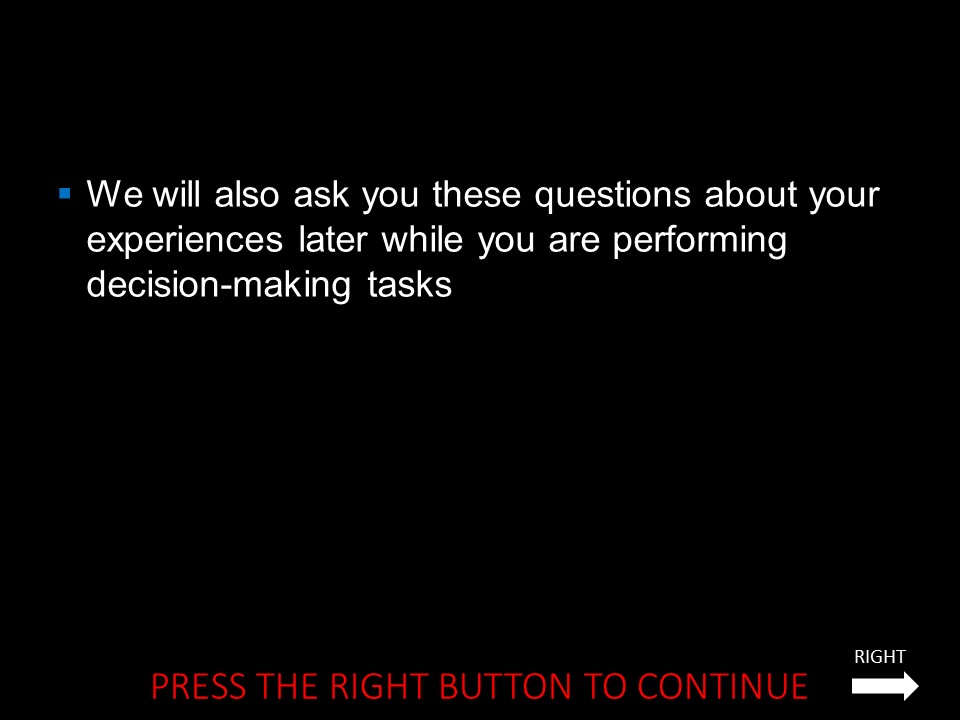 ▪ We will also ask you these questions about your
experiences later while you are performing
decision-making tasks
RIGHT
PRESS THE RIGHT BUTTON TO CONTINUE